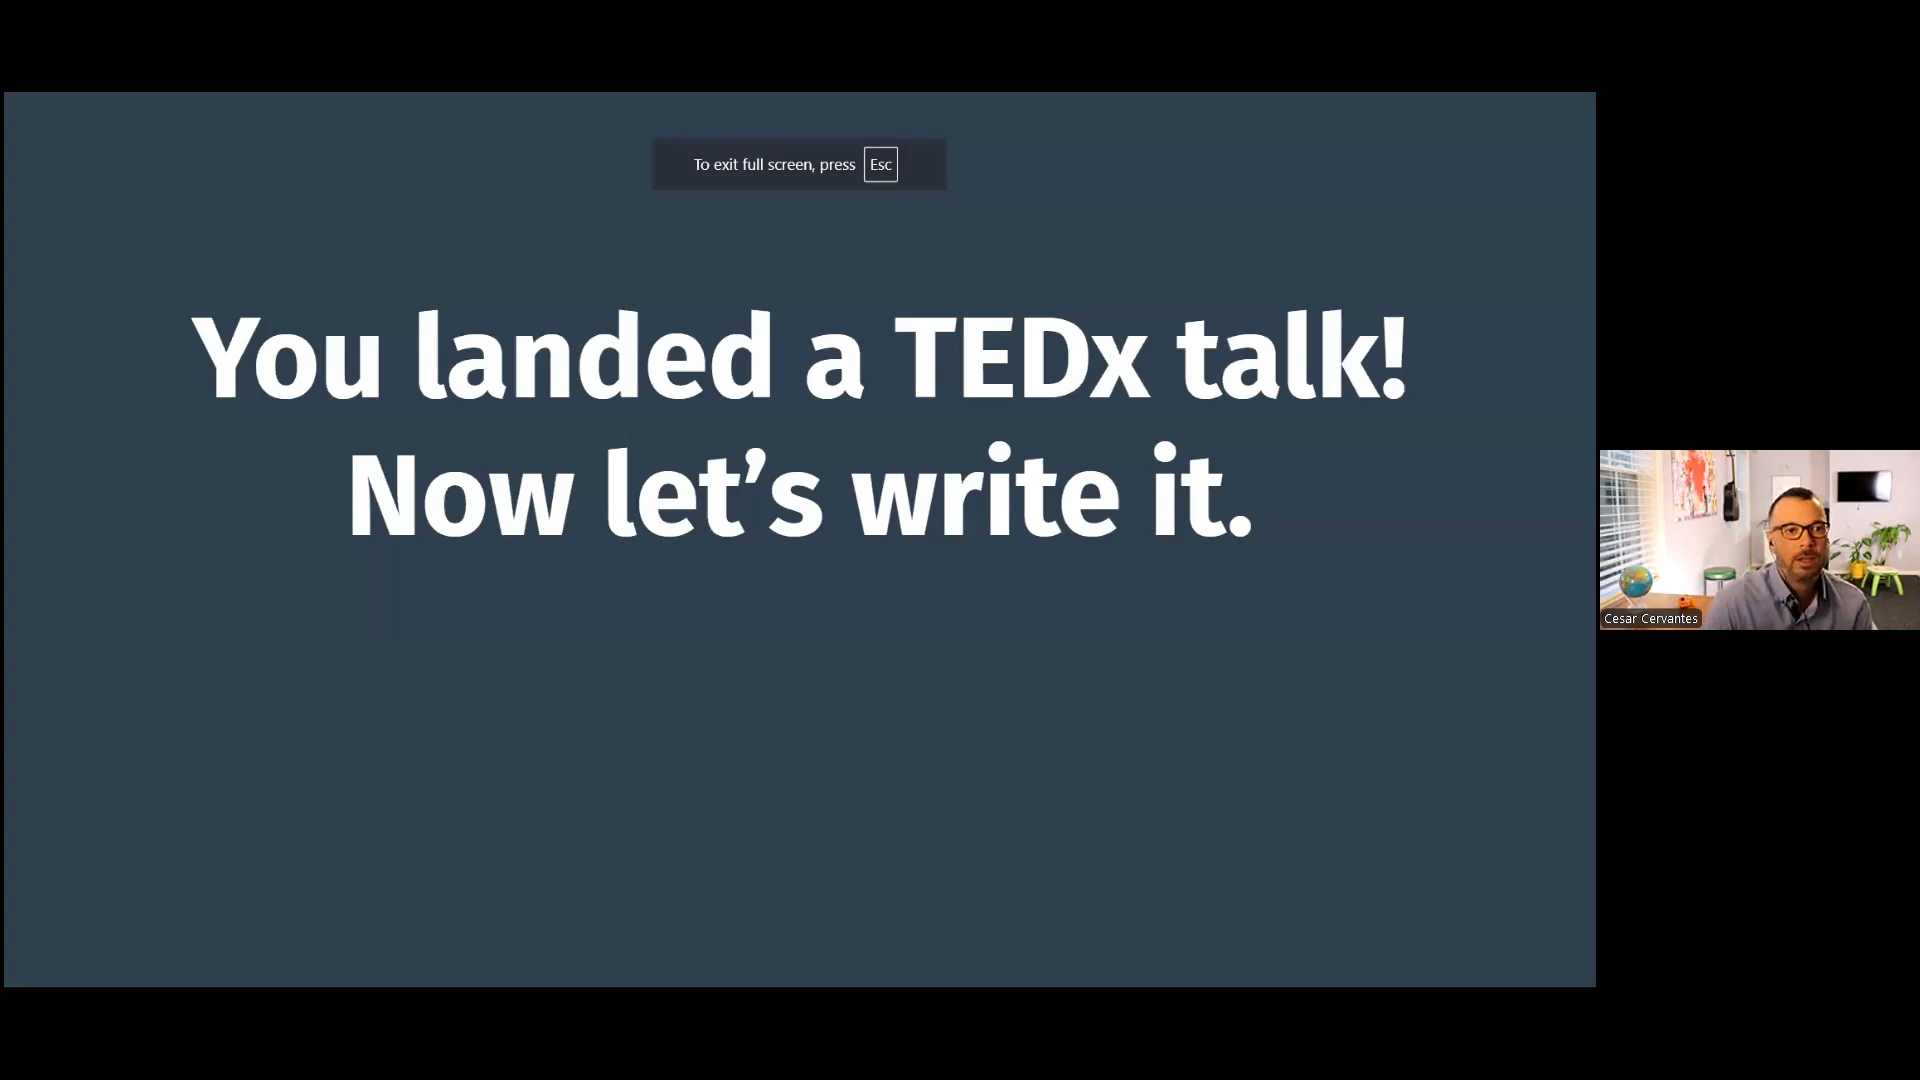 To exit full screen, press Esc
You landed a TEDx talk!
Now let’s write it.
Cesar Cervantes